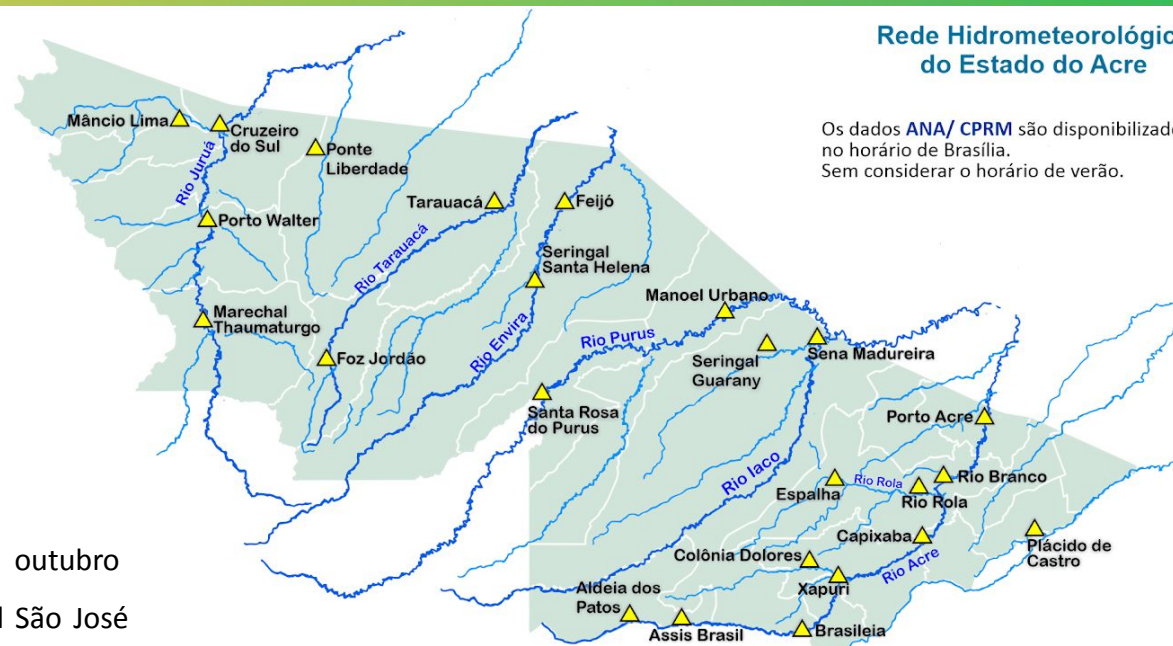 Rede Hidrometeorológic
do Estado do Acre
Os dados ANA/ CPRM são disponibilizado
no horário de Brasília.
Sem considerar o horário de verão.
Mâncio Lima
Cruzeiro
do Sul
Ponte
Liberdade
Rio Juruá
Tarauacá
Feijó
Porto Walter
Rio Tarauacá
Seringal
Santa Helena
Manoel Urbano
Marechal
Thaumaturgo
Rio Envira
Rio Purus
Foz Jordão
Seringal
Guarany
Sena Madureira
Santa Rosa
do Purus
Porto Acre
Rio Iaco
Espalha
Rio Rola
Rio Rola
Rio Branco
Capixaba
Plácido de
Castro
Colônia Dolores
Rio Acre
Xapuri
Aldeia dos
Patos
Assis Brasil
Brasileia
outubro
São José